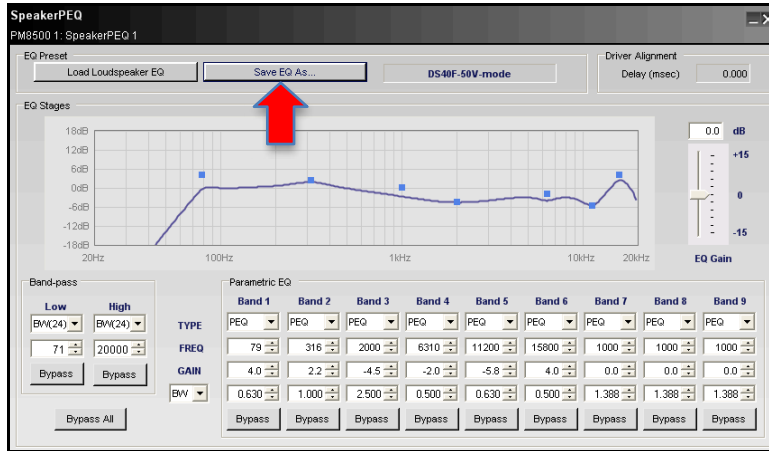 SpeakerPEQ
PM8500 1: SpeakerPEQ 1
EQ Preset
Load Loudspeaker EQ
Save EQ As...
DS40F-50V-mode
Driver Alignment
Delay (msec)
0.000
EQ Stages
18dB
12dB
6dB
0dB
-6dB
-12dB
-18dB
20Hz 100Hz 1kHz 10kHz 20kHz
0.0 dB
+15
0
-15
EQ Gain
Band-pass
Low High
BW(24) BW(24)
71 20000
Bypass Bypass
Bypass All
Parametric EQ
Band 1 Band 2 Band 3 Band 4 Band 5 Band 6 Band 7 Band 8 Band 9
TYPE PEQ PEQ PEQ PEQ PEQ PEQ PEQ PEQ PEQ
FREQ 79 316 2000 6310 11200 15800 1000 1000 1000
GAIN 4.0 2.2 -4.5 -2.0 -5.8 4.0 0.0 0.0 0.0
BW 0.630 1.000 2.500 0.500 0.630 0.500 1.388 1.388 1.388
Bypass Bypass Bypass Bypass Bypass Bypass Bypass Bypass Bypass